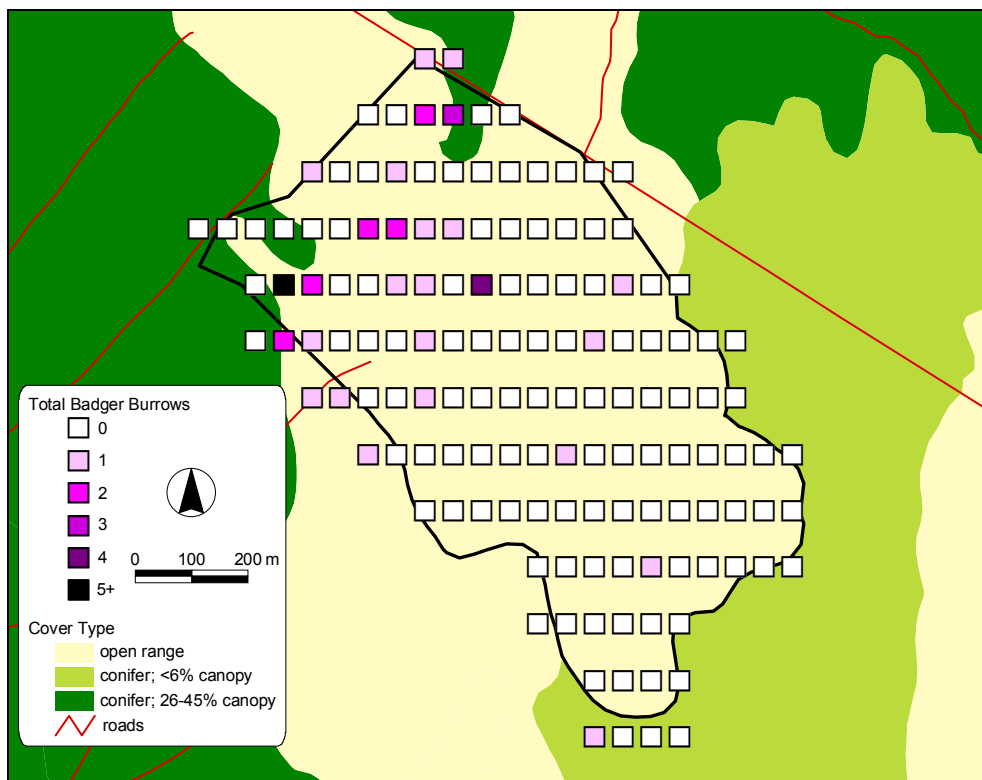 Total Badger Burrows
0
1
2
3
4
5+
0 100 200 m
Cover Type
open range
conifer; <6% canopy
conifer; 26-45% canopy
roads